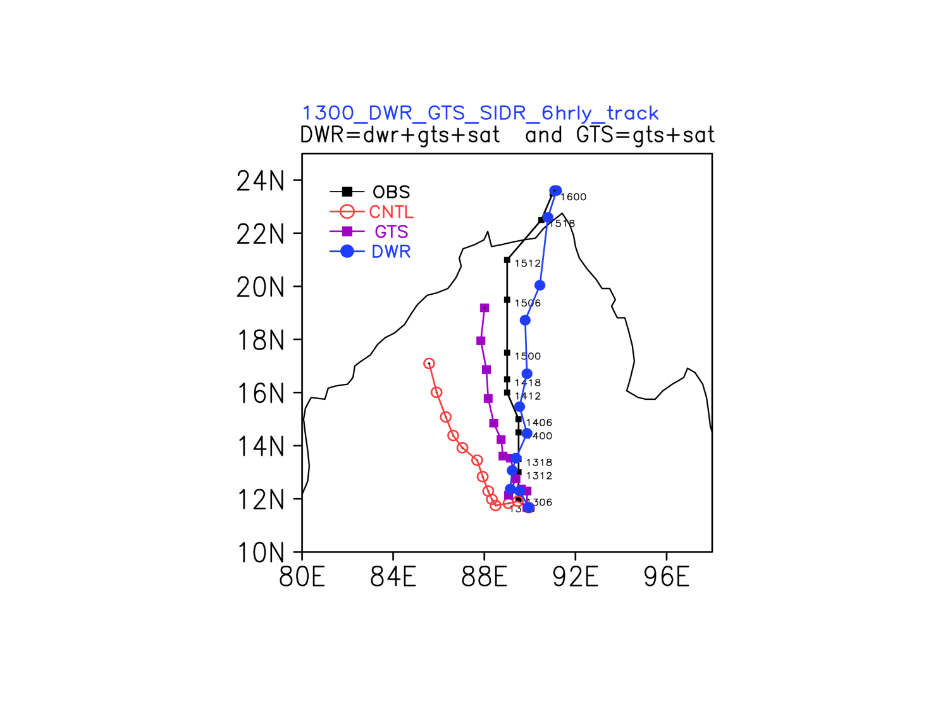 1300_DWR_GTS_SIDR_6hrly_track
DWR=dwr+gts+sat and GTS=gts+sat
24N
22N
20N
18N
16N
14N
12N
10N
80E 84E 88E 92E 96E
OBS
CNTL
GTS
DWR
1600
1518
1512
1506
1500
1418
1412
1406
1400
1318
1312
1306